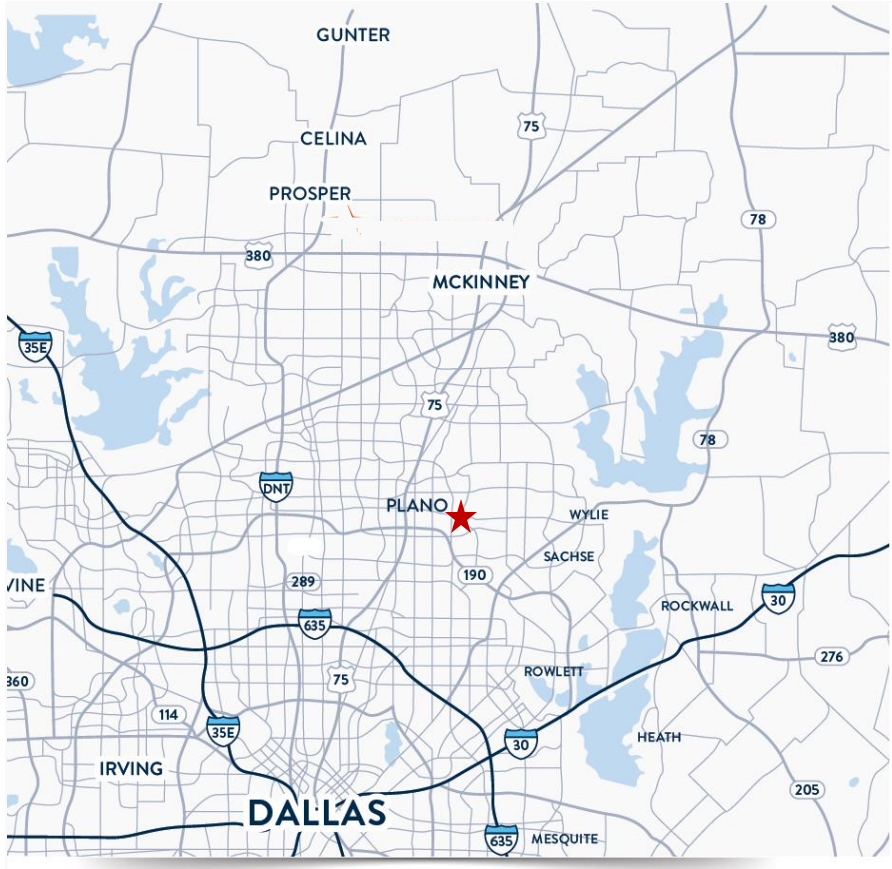 GUNTER
75
CELINA
PROSPER
78
380
MCKINNEY
35E
380
75
78
DNT
PLANO
WYLIE
SACHSE
190
289
VINE
30
ROCKWALL
635
276
ROWLETT
360
75
114
35E
HEATH
30
IRVING
205
DALLAS
635
MESQUITE